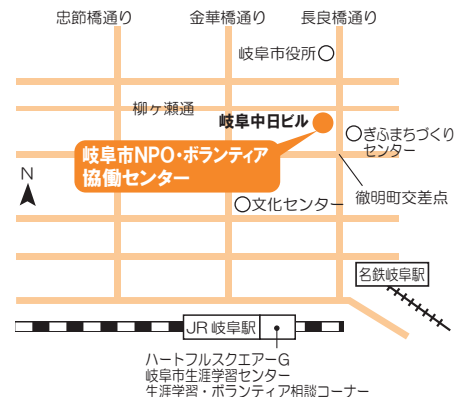 忠節橋通り
金華橋通り
長良橋通り
岐阜市役所
柳ヶ瀬通
岐阜中日ビル
岐阜市NPO・ボランティア
協働センター
ぎふまちづくり
センター
N
文化センター
徹明町交差点
名鉄岐阜駅
JR岐阜駅
ハートフルスクエアーG
岐阜市生涯学習センター
生涯学習・ボランティア相談コーナー